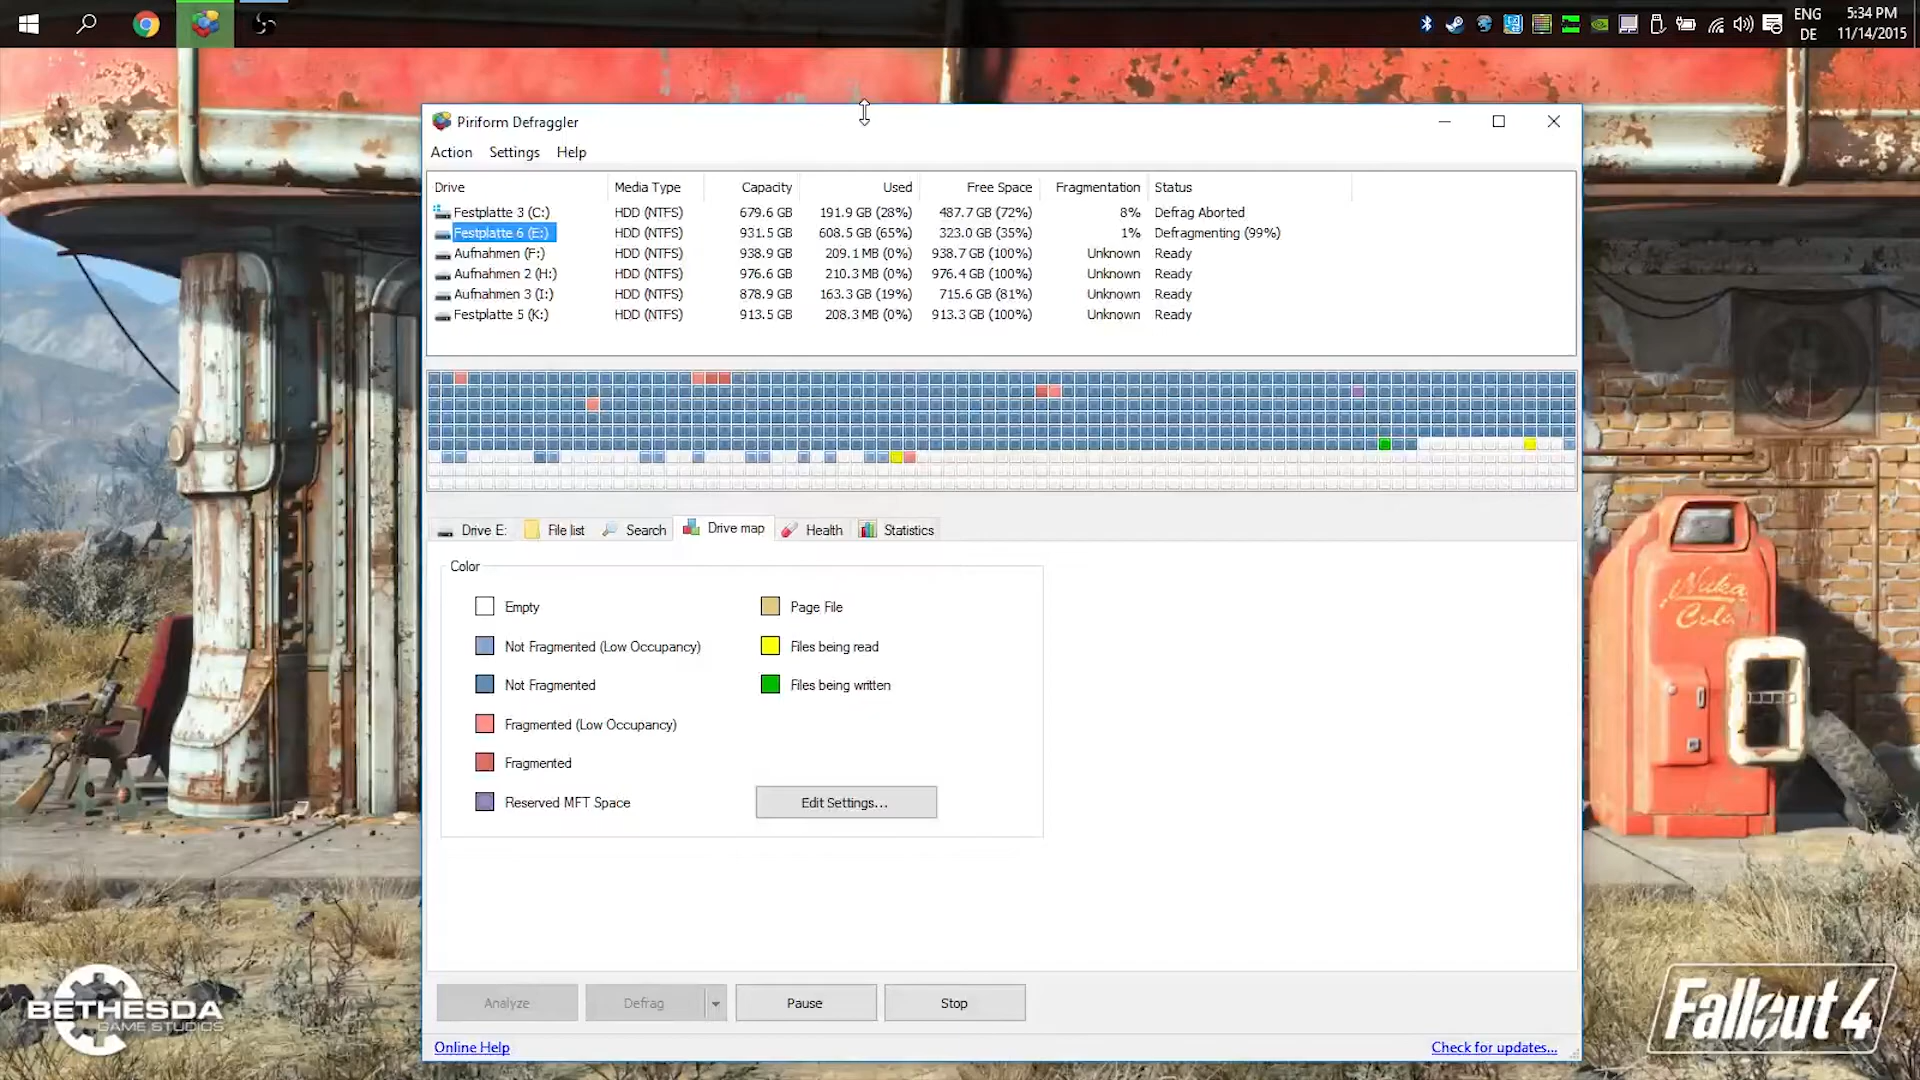 ENG
DE
5:34 PM
11/14/2015
Piriform Defraggler
Action Settings Help
Drive Media Type Capacity Used Free Space Fragmentation Status
Festplatte 3 (C:) HDD (NTFS) 679.6 GB 191.9 GB (28%) 487.7 GB (72%) 8% Defrag Aborted
Festplatte 6 (E:) HDD (NTFS) 931.5 GB 608.5 GB (65%) 323.0 GB (35%) 1% Defragmenting (99%)
Aufnahmen (F:) HDD (NTFS) 938.9 GB 209.1 MB (0%) 938.7 GB (100%) Unknown Ready
Aufnahmen 2 (H:) HDD (NTFS) 976.6 GB 210.3 MB (0%) 976.4 GB (100%) Unknown Ready
Aufnahmen 3 (I:) HDD (NTFS) 878.9 GB 163.3 GB (19%) 715.6 GB (81%) Unknown Ready
Festplatte 5 (K:) HDD (NTFS) 913.5 GB 208.3 MB (0%) 913.3 GB (100%) Unknown Ready
Drive E: File list Search Drive map Health Statistics
Color
Empty Page File
Not Fragmented (Low Occupancy) Files being read
Not Fragmented Files being written
Fragmented (Low Occupancy)
Fragmented
Reserved MFT Space Edit Settings...
Nuka
Cola
Analyze Defrag Pause Stop
Online Help Check for updates...
BETHESDA
GAME STUDIOS
Fallout 4